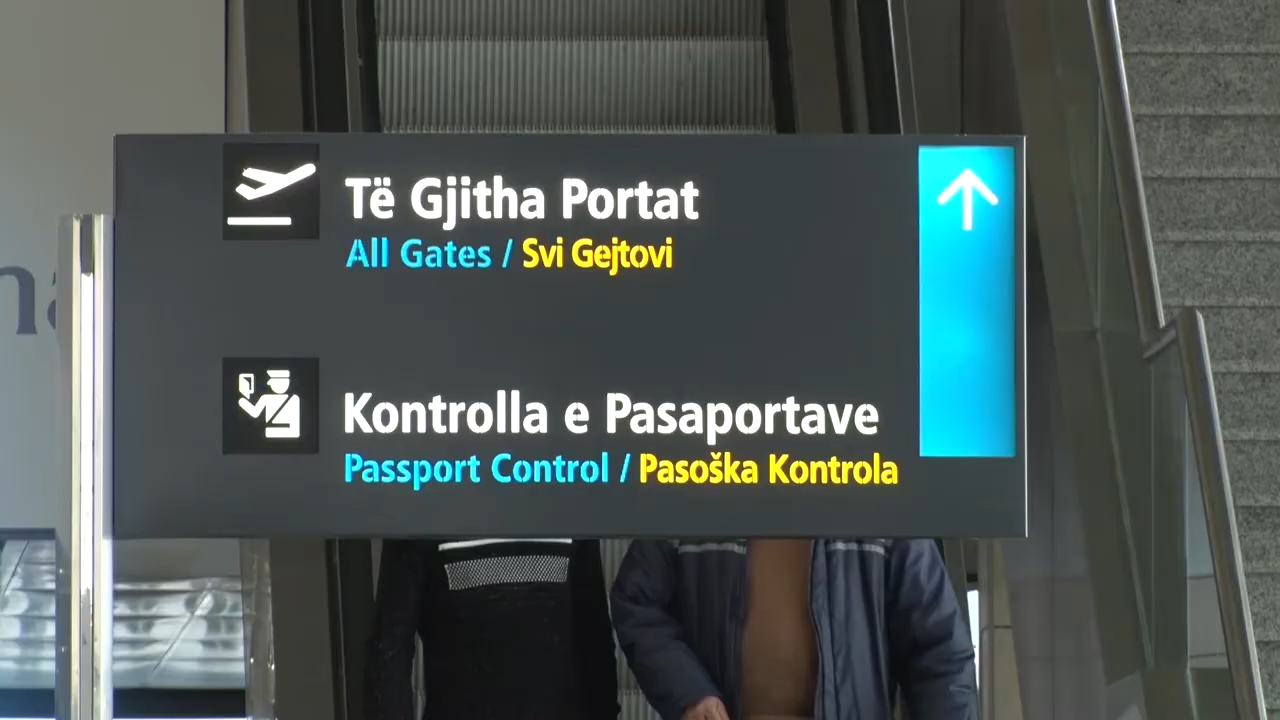 Të Gjitha Portat
All Gates / Svi Gejtovi
Kontrolla e Pasaportave
Passport Control / Pasoška Kontrola